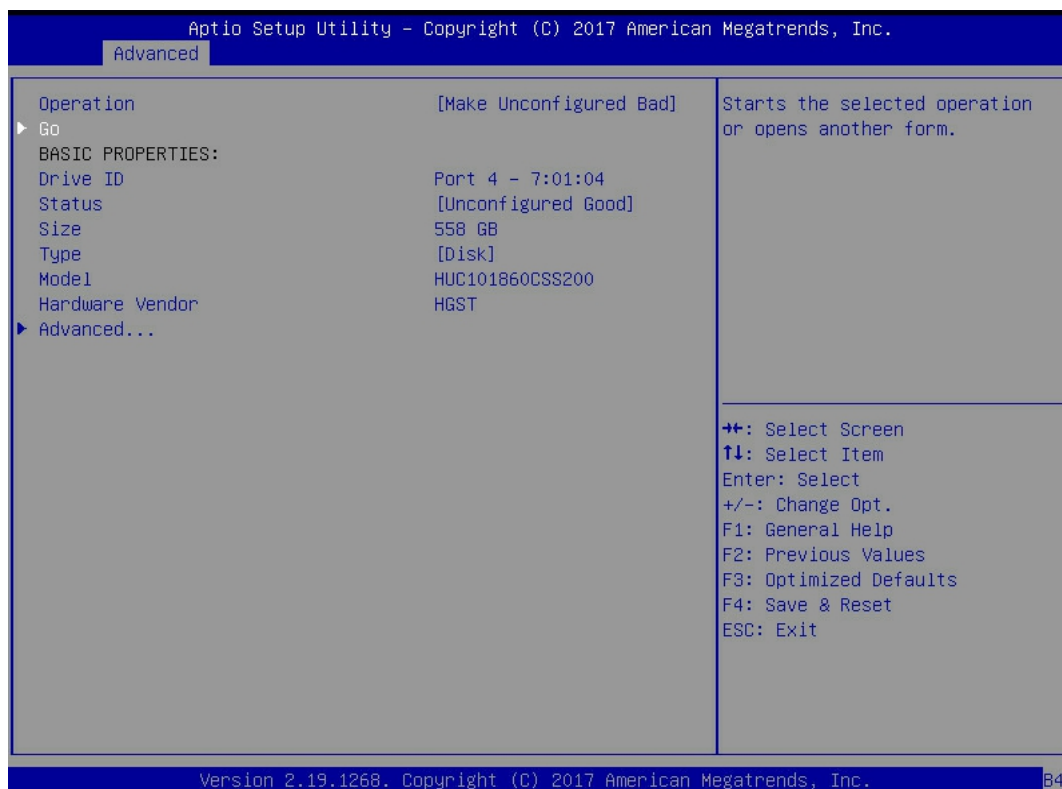 Aptio Setup Utility – Copyright (C) 2017 American Megatrends, Inc.
Advanced
Operation [Make Unconfigured Bad]
Go
BASIC PROPERTIES:
Drive ID Port 4 – 7:01:04
Status [Unconfigured Good]
Size 558 GB
Type [Disk]
Model HUC101860CSS200
Hardware Vendor HGST
Advanced...
Starts the selected operation
or opens another form.
→←: Select Screen
↑↓: Select Item
Enter: Select
+/–: Change Opt.
F1: General Help
F2: Previous Values
F3: Optimized Defaults
F4: Save & Reset
ESC: Exit
Version 2.19.1268. Copyright (C) 2017 American Megatrends, Inc.
B4